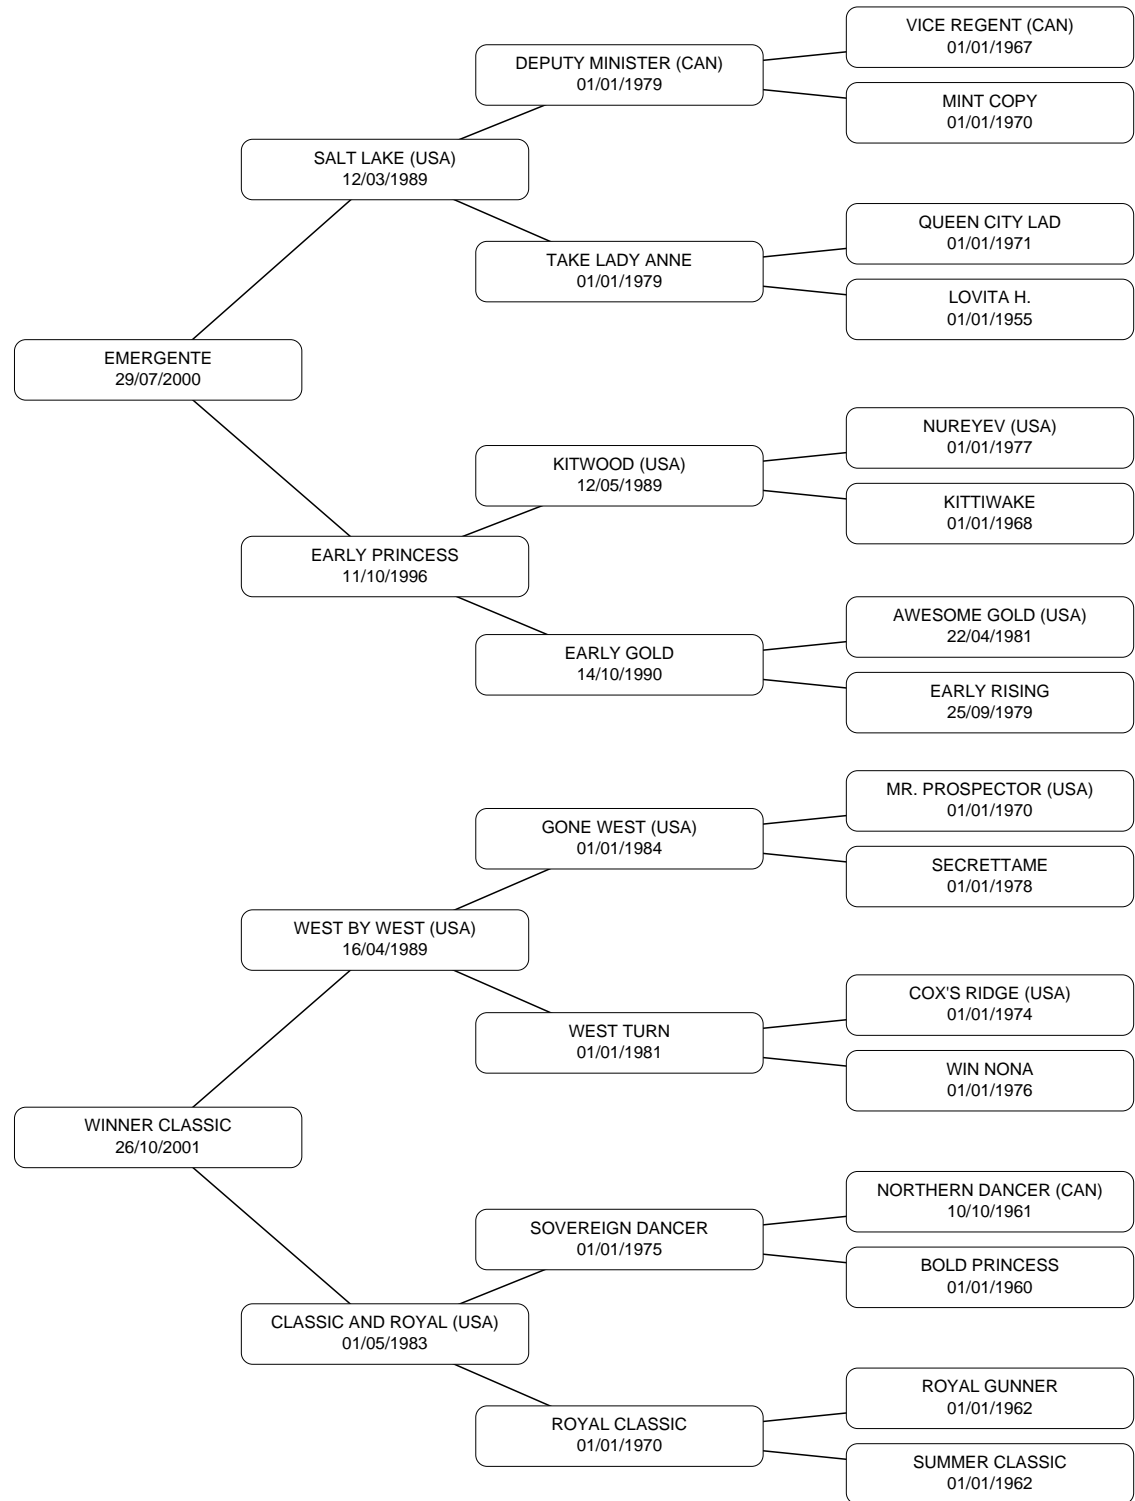 VICE REGENT (CAN)
01/01/1967
DEPUTY MINISTER (CAN)
01/01/1979
MINT COPY
01/01/1970
SALT LAKE (USA)
12/03/1989
QUEEN CITY LAD
01/01/1971
TAKE LADY ANNE
01/01/1979
LOVITA H.
01/01/1955
EMERGENTE
29/07/2000
NUREYEV (USA)
01/01/1977
KITWOOD (USA)
12/05/1989
KITTIWAKE
01/01/1968
EARLY PRINCESS
11/10/1996
AWESOME GOLD (USA)
22/04/1981
EARLY GOLD
14/10/1990
EARLY RISING
25/09/1979
MR. PROSPECTOR (USA)
01/01/1970
GONE WEST (USA)
01/01/1984
SECRETTAME
01/01/1978
WEST BY WEST (USA)
16/04/1989
COX'S RIDGE (USA)
01/01/1974
WEST TURN
01/01/1981
WIN NONA
01/01/1976
WINNER CLASSIC
26/10/2001
NORTHERN DANCER (CAN)
10/10/1961
SOVEREIGN DANCER
01/01/1975
BOLD PRINCESS
01/01/1960
CLASSIC AND ROYAL (USA)
01/05/1983
ROYAL GUNNER
01/01/1962
ROYAL CLASSIC
01/01/1970
SUMMER CLASSIC
01/01/1962